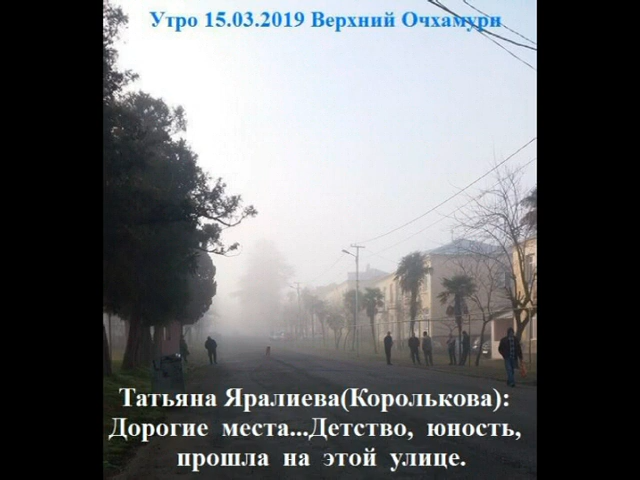 Утро 15.03.2019 Верхний Очхамури
Татьяна Яралиева(Королькова):
Дорогие места...Детство, юность,
прошла на этой улице.